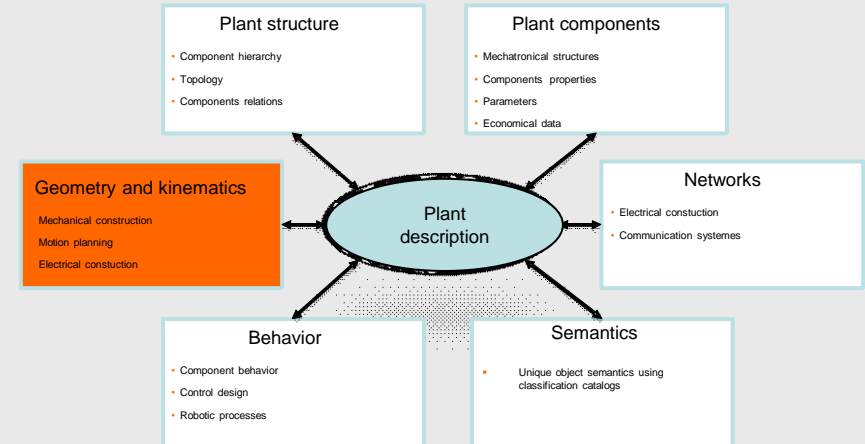 Plant structure
• Component hierarchy
• Topology
• Components relations
Plant components
• Mechatronical structures
• Components properties
• Parameters
• Economical data
Geometry and kinematics
Mechanical construction
Motion planning
Electrical constuction
Plant
description
Networks
• Electrical constuction
• Communication systemes
Behavior
• Component behavior
• Control design
• Robotic processes
Semantics
▪ Unique object semantics using
classification catalogs